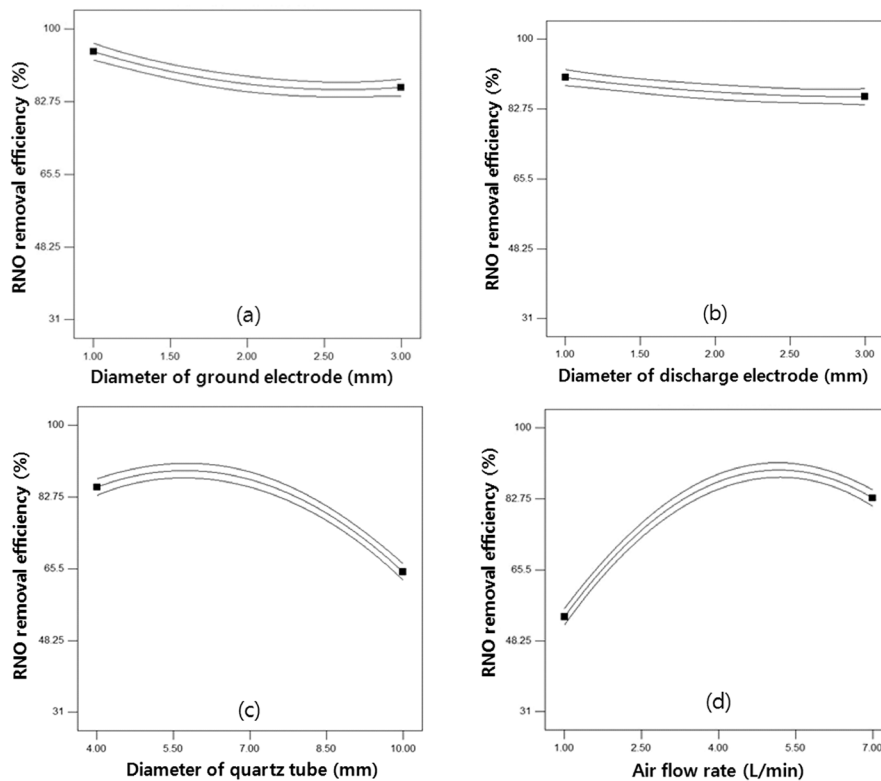 RNO removal efficiency (%)
100
82.75
65.5
48.25
31
(a)
1.00 1.50 2.00 2.50 3.00
Diameter of ground electrode (mm)
RNO removal efficiency (%)
100
82.75
65.5
48.25
31
(b)
1.00 1.50 2.00 2.50 3.00
Diameter of discharge electrode (mm)
RNO removal efficiency (%)
100
82.75
65.5
48.25
31
(c)
4.00 5.50 7.00 8.50 10.00
Diameter of quartz tube (mm)
RNO removal efficiency (%)
100
82.75
65.5
48.25
31
(d)
1.00 2.50 4.00 5.50 7.00
Air flow rate (L/min)